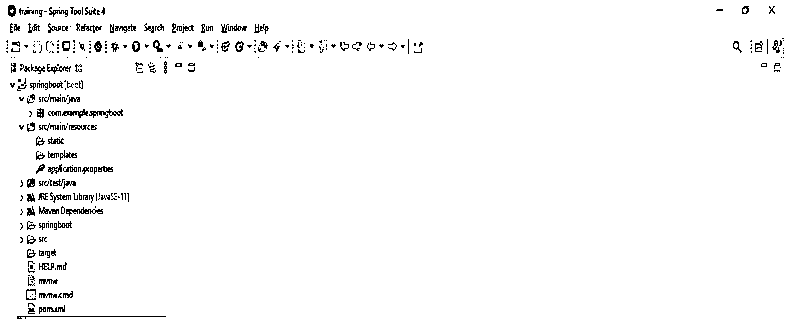 training - Spring Tool Suite 4
File Edit Source Refactor Navigate Search Project Run Window Help
Package Explorer
springboot [boot]
src/main/java
com.example.springboot
src/main/resources
static
templates
application.properties
src/test/java
JRE System Library [JavaSE-11]
Maven Dependencies
springboot
src
target
HELP.md
mvnw
mvnw.cmd
pom.xml